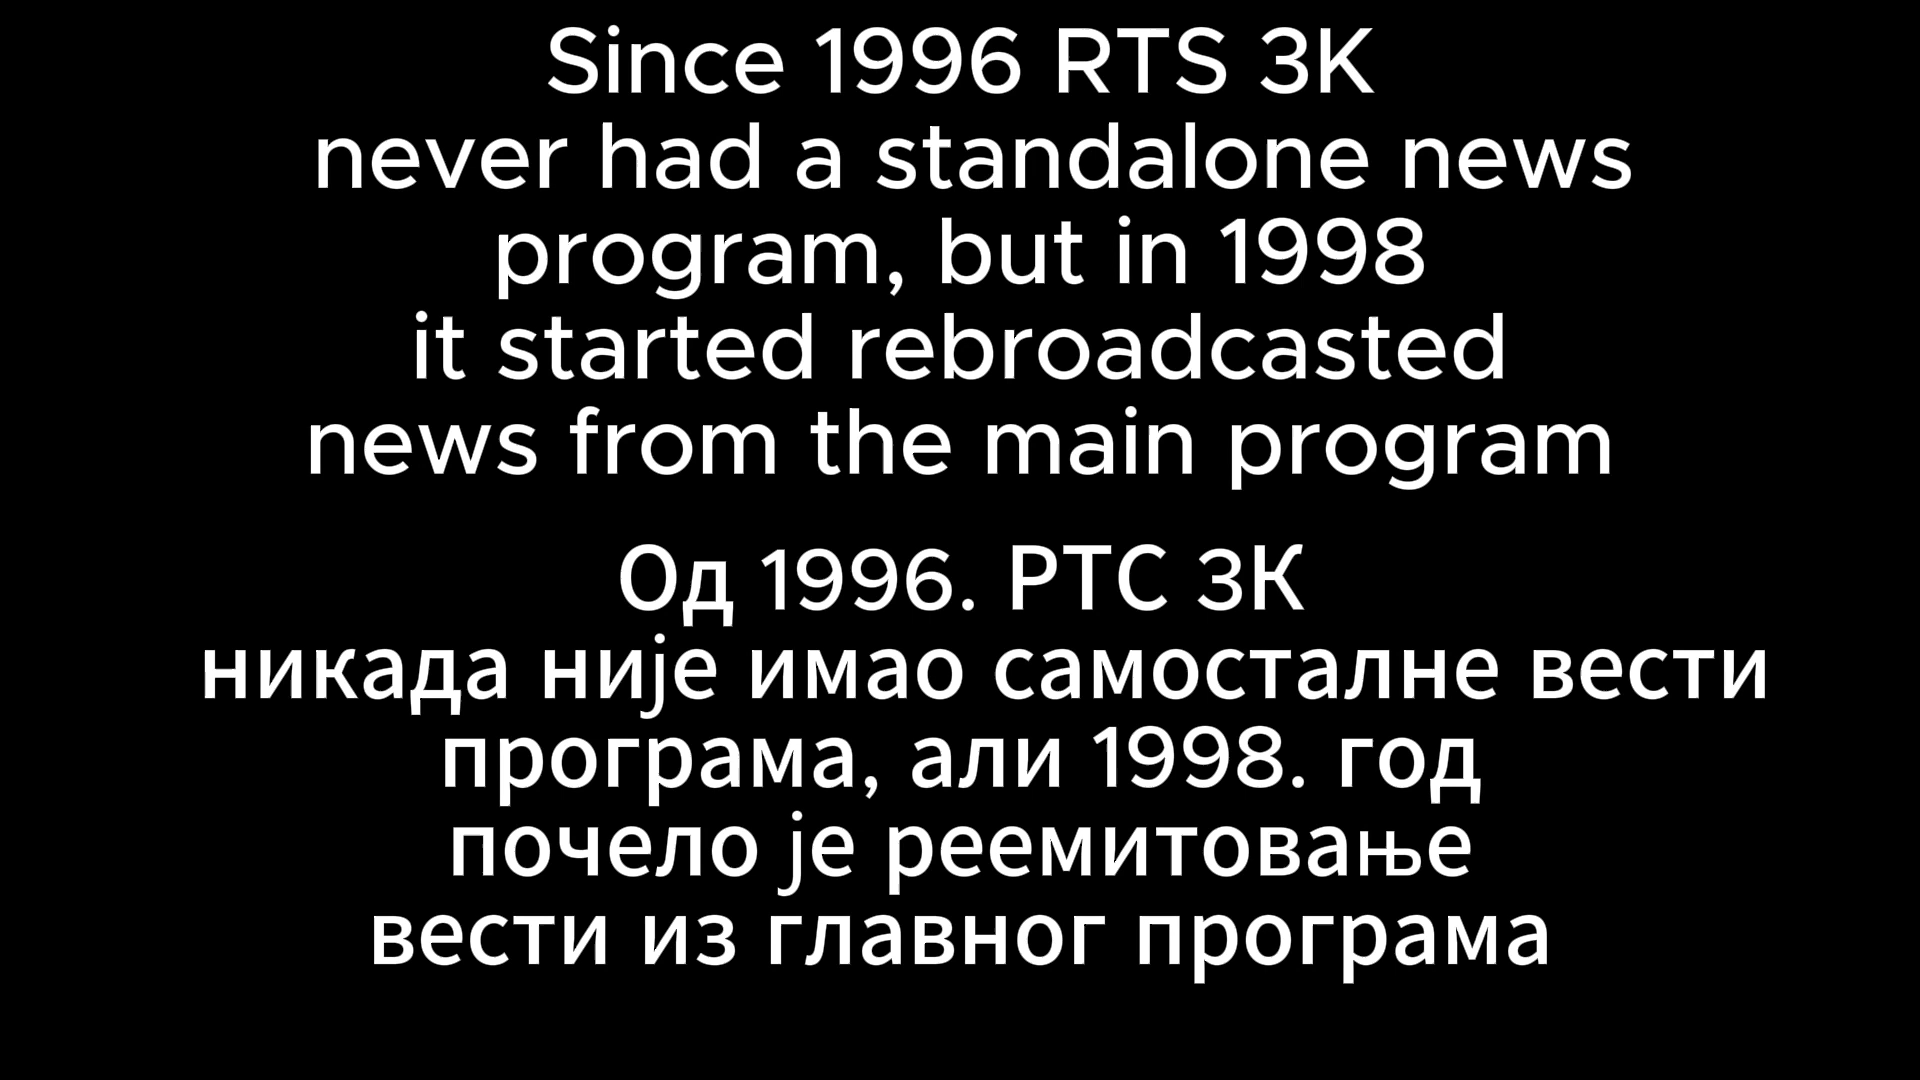 Since 1996 RTS 3K
never had a standalone news
program, but in 1998
it started rebroadcasted
news from the main program
Од 1996. РТС 3К
никада није имао самосталне вести
програма, али 1998. год
почело је реемитовање
вести из главног програма